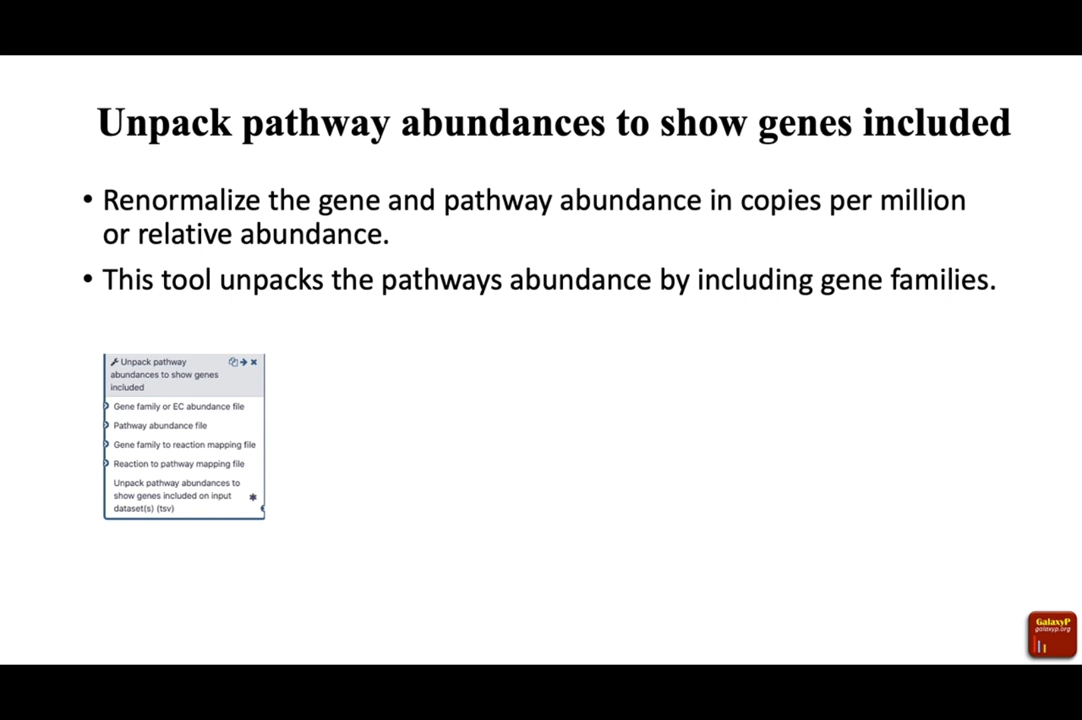 Unpack pathway abundances to show genes included
• Renormalize the gene and pathway abundance in copies per million
or relative abundance.
• This tool unpacks the pathways abundance by including gene families.
Unpack pathway
abundances to show genes
included
Gene family or EC abundance file
Pathway abundance file
Gene family to reaction mapping file
Reaction to pathway mapping file
Unpack pathway abundances to
show genes included on input
dataset(s) (tsv)
GalaxyP
galaxyp.org